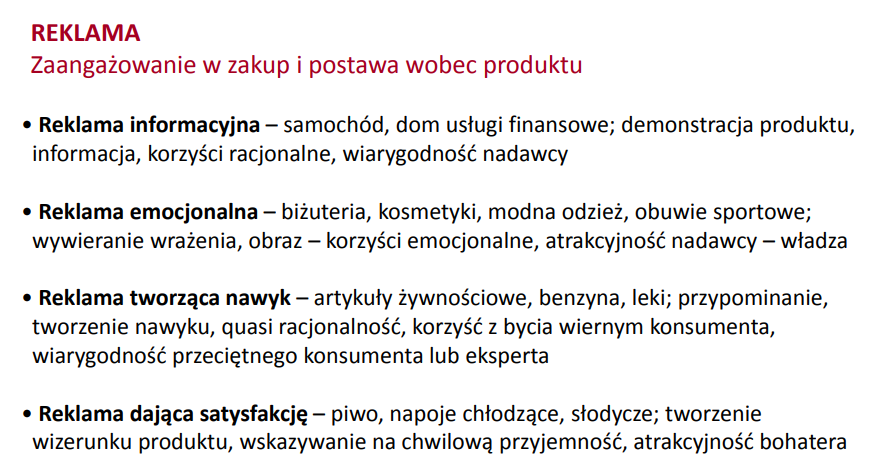 REKLAMA
Zaangażowanie w zakup i postawa wobec produktu
• Reklama informacyjna – samochód, dom usługi finansowe; demonstracja produktu,
informacja, korzyści racjonalne, wiarygodność nadawcy
• Reklama emocjonalna – biżuteria, kosmetyki, modna odzież, obuwie sportowe;
wywieranie wrażenia, obraz – korzyści emocjonalne, atrakcyjność nadawcy – władza
• Reklama tworząca nawyk – artykuły żywnościowe, benzyna, leki; przypominanie,
tworzenie nawyku, quasi racjonalność, korzyść z bycia wiernym konsumenta,
wiarygodność przeciętnego konsumenta lub eksperta
• Reklama dająca satysfakcję – piwo, napoje chłodzące, słodycze; tworzenie
wizerunku produktu, wskazywanie na chwilową przyjemność, atrakcyjność bohatera